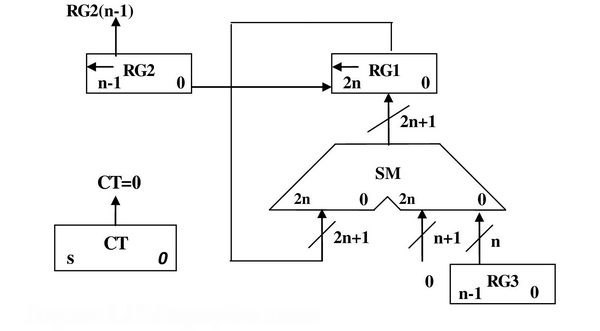 RG2(n-1)
RG2
n-1 0
RG1
2n 0
2n+1
SM
2n 0 2n 0
CT=0
2n+1 n+1 n
CT
s 0
0
RG3
n-1 0